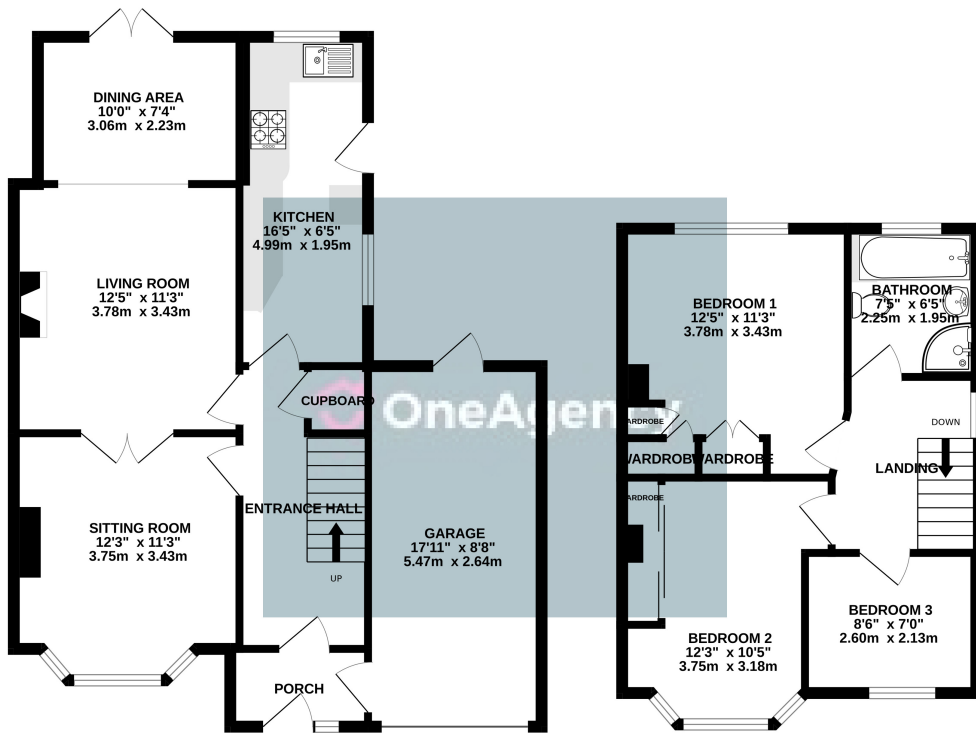 DINING AREA
10'0" x 7'4"
3.06m x 2.23m
KITCHEN
16'5" x 6'5"
4.99m x 1.95m
LIVING ROOM
12'5" x 11'3"
3.78m x 3.43m
CUPBOARD
OneAgency
SITTING ROOM
12'3" x 11'3"
3.75m x 3.43m
ENTRANCE HALL
UP
GARAGE
17'11" x 8'8"
5.47m x 2.64m
PORCH
BEDROOM 1
12'5" x 11'3"
3.78m x 3.43m
BATHROOM
7'5" x 6'5"
2.25m x 1.95m
WARDROBE
WARDROBE
WARDROBE
DOWN
LANDING
WARDROBE
BEDROOM 2
12'3" x 10'5"
3.75m x 3.18m
BEDROOM 3
8'6" x 7'0"
2.60m x 2.13m